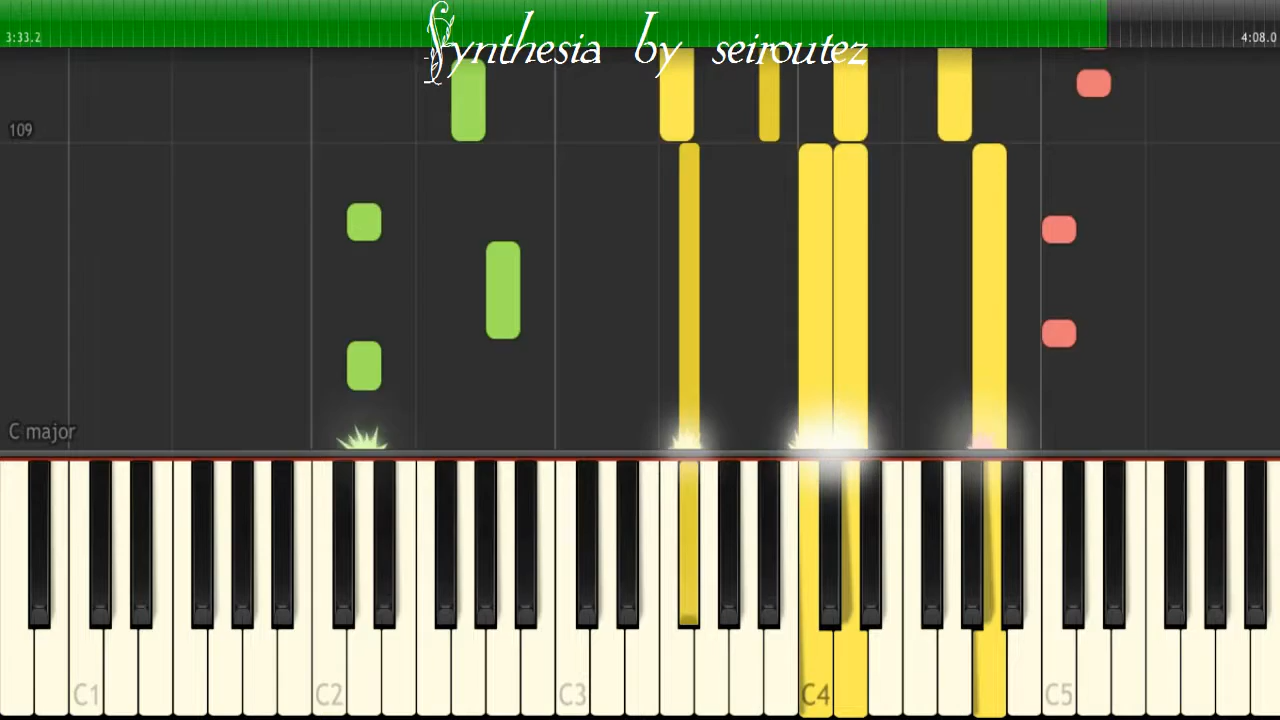 Synthesia by seiroutez
3:33.2
4:08.0
109
C major
C1 C2 C3 C4 C5